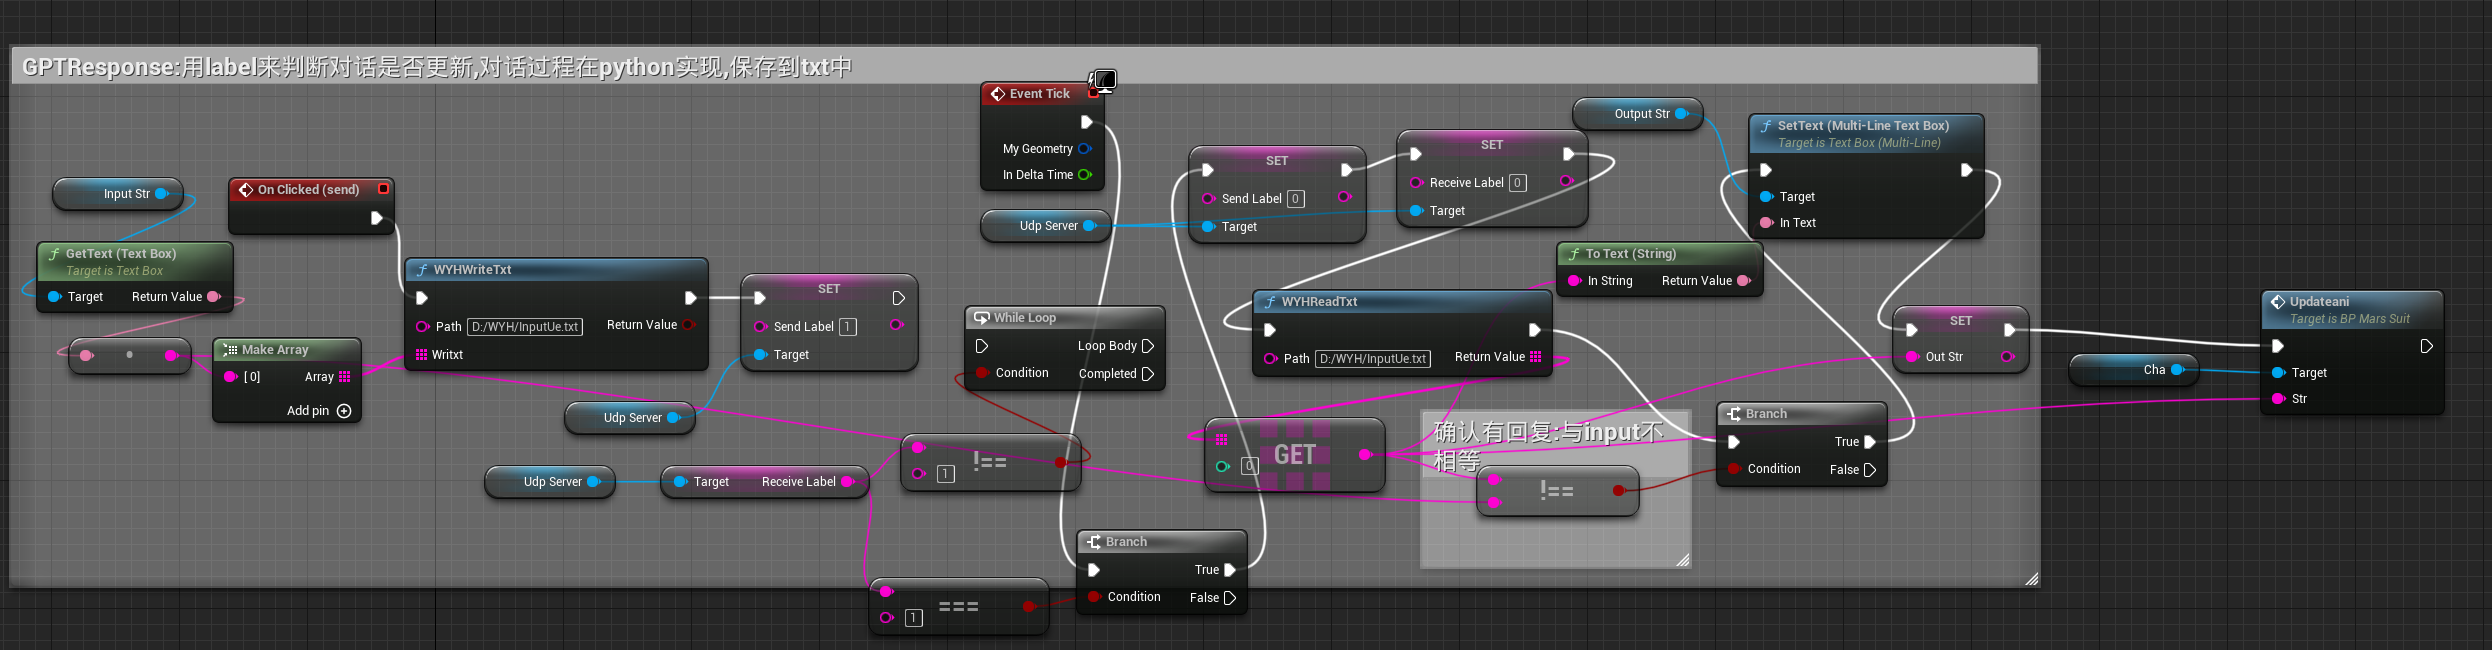 GPTResponse:用label来判断对话是否更新,对话过程在python实现,保存到txt中
Input Str
GetText (Text Box)
Target is Text Box
Target
Return Value
On Clicked (send)
Make Array
[0]
Array
Add pin
WYHWriteTxt
Path
D:/WYH/InputUe.txt
Return Value
Writxt
SET
Send Label
1
Target
Udp Server
Udp Server
Target
Receive Label
Event Tick
My Geometry
In Delta Time
Udp Server
While Loop
Loop Body
Condition
Completed
!==
1
===
1
Branch
True
Condition
False
SET
Send Label
0
Target
SET
Receive Label
0
Target
WYHReadTxt
Path
D:/WYH/InputUe.txt
Return Value
GET
0
确认有回复:与input不
相等
!==
To Text (String)
In String
Return Value
Output Str
SetText (Multi-Line Text Box)
Target is Text Box (Multi-Line)
Target
In Text
Branch
True
Condition
False
SET
Out Str
Cha
Updateani
Target is BP Mars Suit
Target
Str